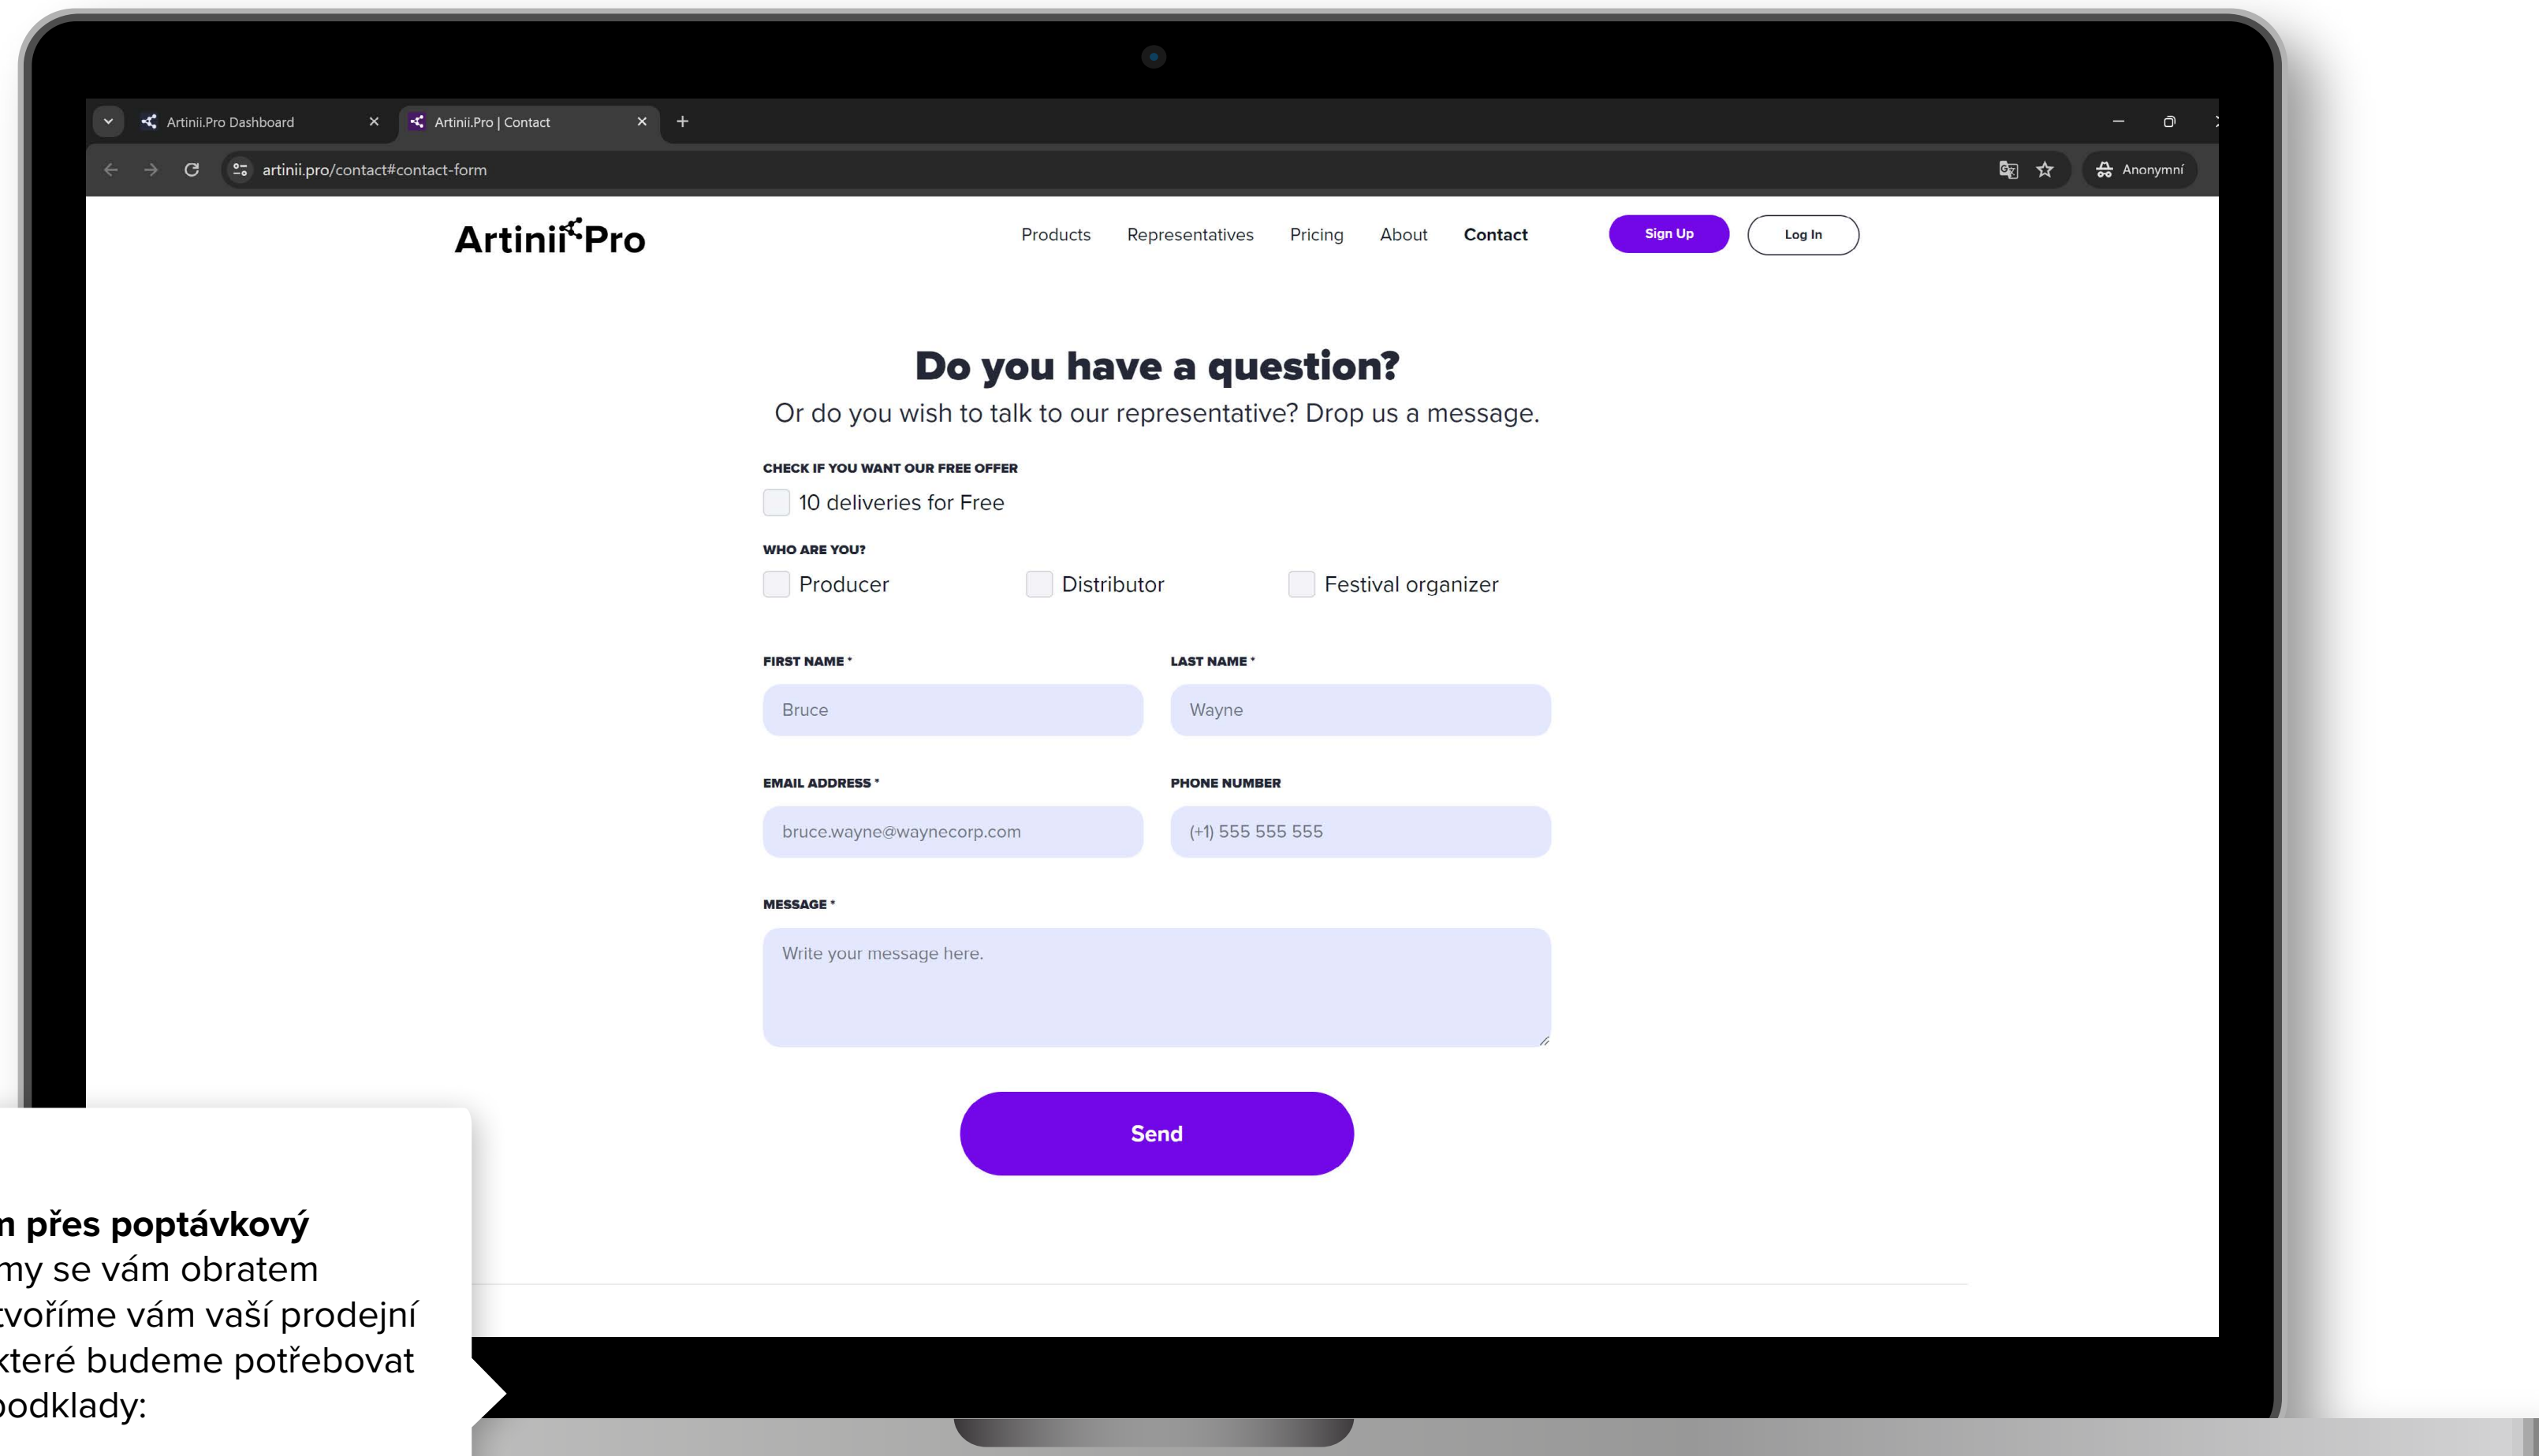 Artinii.Pro Dashboard
Artinii.Pro | Contact
artinii.pro/contact#contact-form
Anonymní
Artinii Pro
Products Representatives Pricing About Contact Sign Up Log In
Do you have a question?
Or do you wish to talk to our representative? Drop us a message.
CHECK IF YOU WANT OUR FREE OFFER
10 deliveries for Free
WHO ARE YOU?
Producer Distributor Festival organizer
FIRST NAME * LAST NAME *
Bruce Wayne
EMAIL ADDRESS * PHONE NUMBER
bruce.wayne@waynecorp.com (+1) 555 555 555
MESSAGE *
Write your message here.
Send
přes poptávkový
my se vám obratem
tvoříme vám vaší prodejní
které budeme potřebovat
podklady: